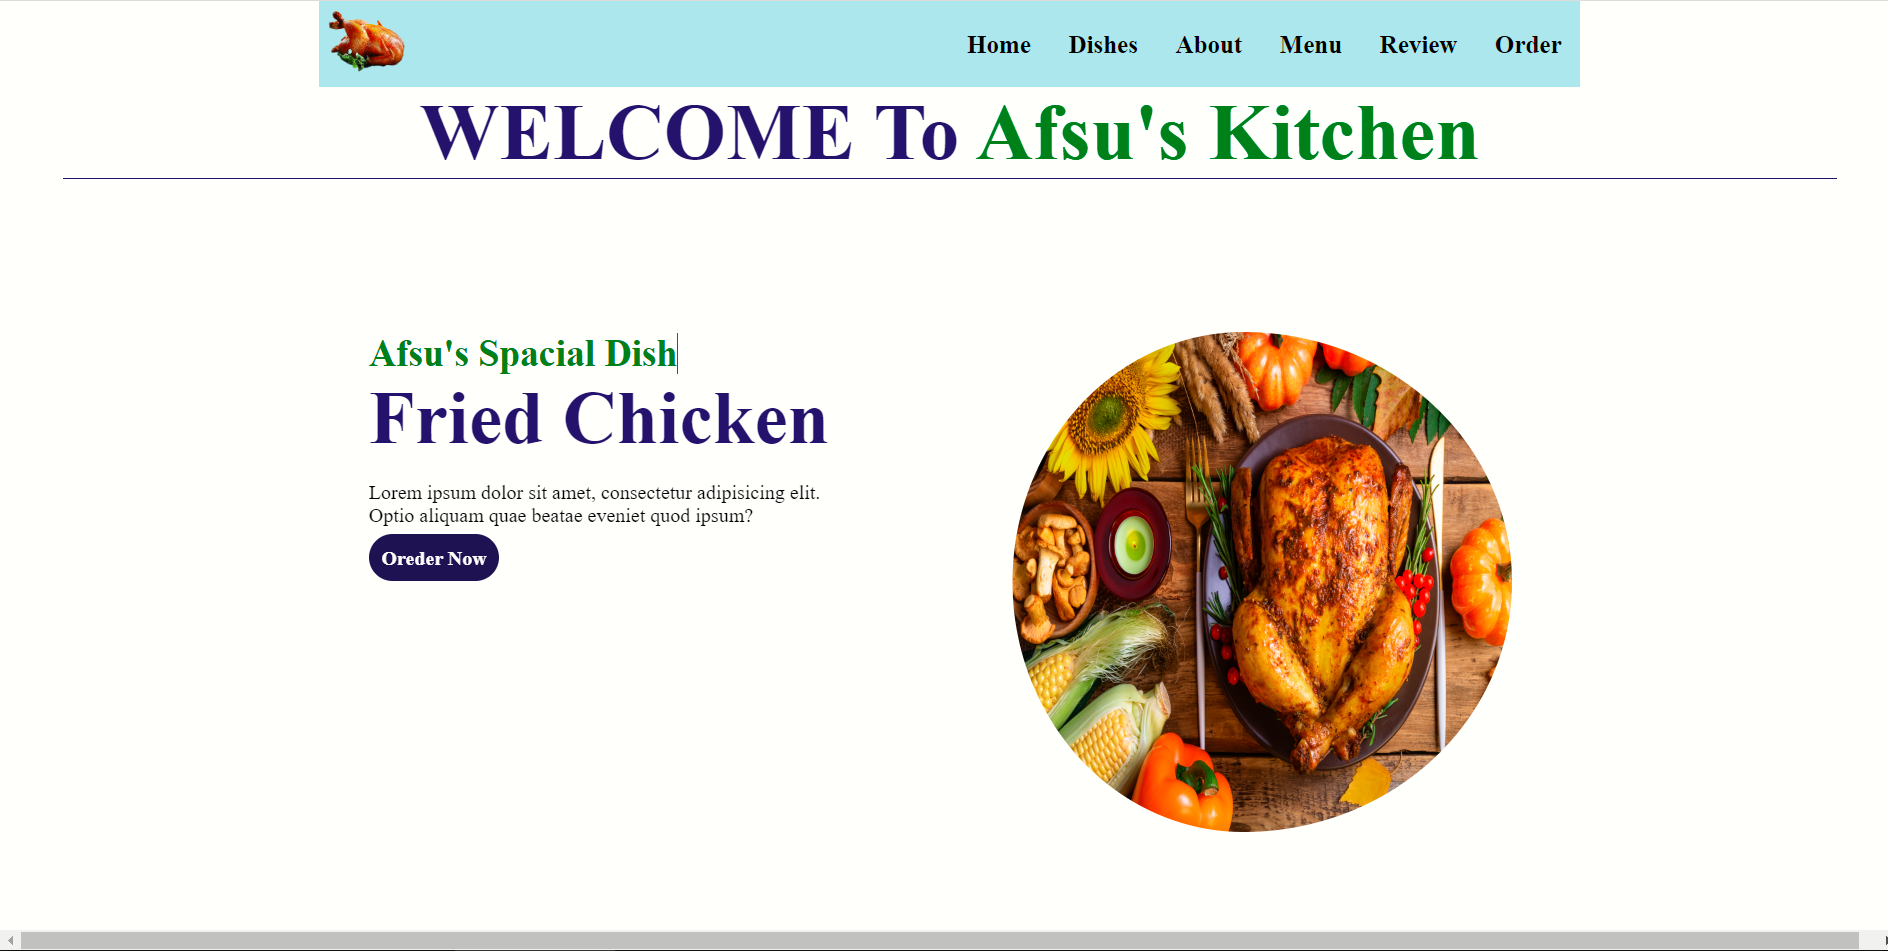 Home Dishes About Menu Review Order
WELCOME To Afsu's Kitchen
Afsu's Spacial Dish
Fried Chicken
Lorem ipsum dolor sit amet, consectetur adipisicing elit.
Optio aliquam quae beatae eveniet quod ipsum?
Oreder Now